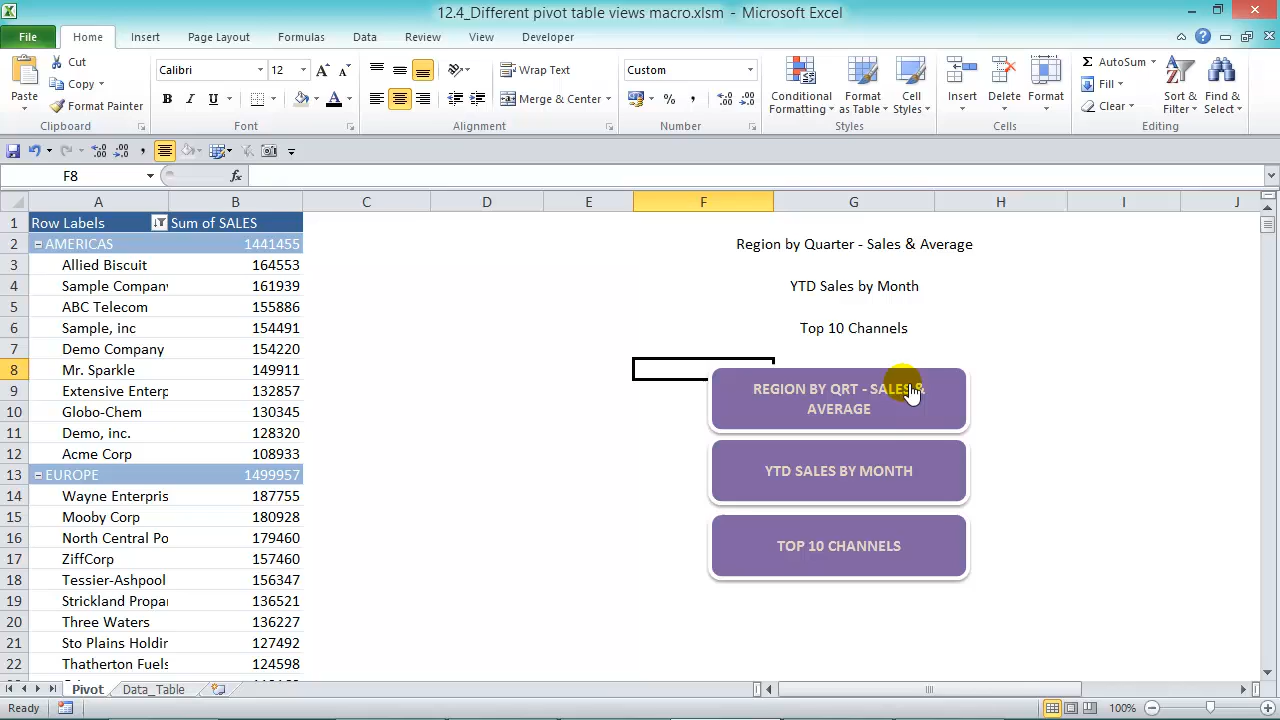 12.4_Different pivot table views macro.xlsm - Microsoft Excel
File Home Insert Page Layout Formulas Data Review View Developer
Paste
Cut
Copy
Format Painter
Clipboard
Calibri 12
B I U
Font
Wrap Text
Merge & Center
Alignment
Custom
% ,
Number
Conditional Formatting
Format as Table
Cell Styles
Styles
Insert Delete Format
Cells
Σ AutoSum
Fill
Clear
Sort & Filter
Find & Select
Editing
F8 fx
A B C D E F G H I J
1 Row Labels Sum of SALES
2 AMERICAS 1441455 Region by Quarter - Sales & Average
3 Allied Biscuit 164553
4 Sample Company 161939 YTD Sales by Month
5 ABC Telecom 155886
6 Sample, inc 154491 Top 10 Channels
7 Demo Company 154220
8 Mr. Sparkle 149911
9 Extensive Enterp 132857
10 Globo-Chem 130345
11 Demo, inc. 128320
12 Acme Corp 108933
13 EUROPE 1499957
14 Wayne Enterpris 187755
15 Mooby Corp 180928
16 North Central Po 179460
17 ZiffCorp 157460
18 Tessier-Ashpool 156347
19 Strickland Propa 136521
20 Three Waters 136227
21 Sto Plains Holdin 127492
22 Thatherton Fuels 124598
REGION BY QRT - SALES &
AVERAGE
YTD SALES BY MONTH
TOP 10 CHANNELS
Pivot Data_Table
Ready 100%